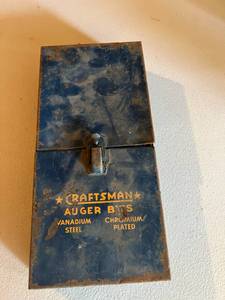 ★ CRAFTSMAN ★
AUGER BITS
VANADIUM CHROMIUM
STEEL PLATED